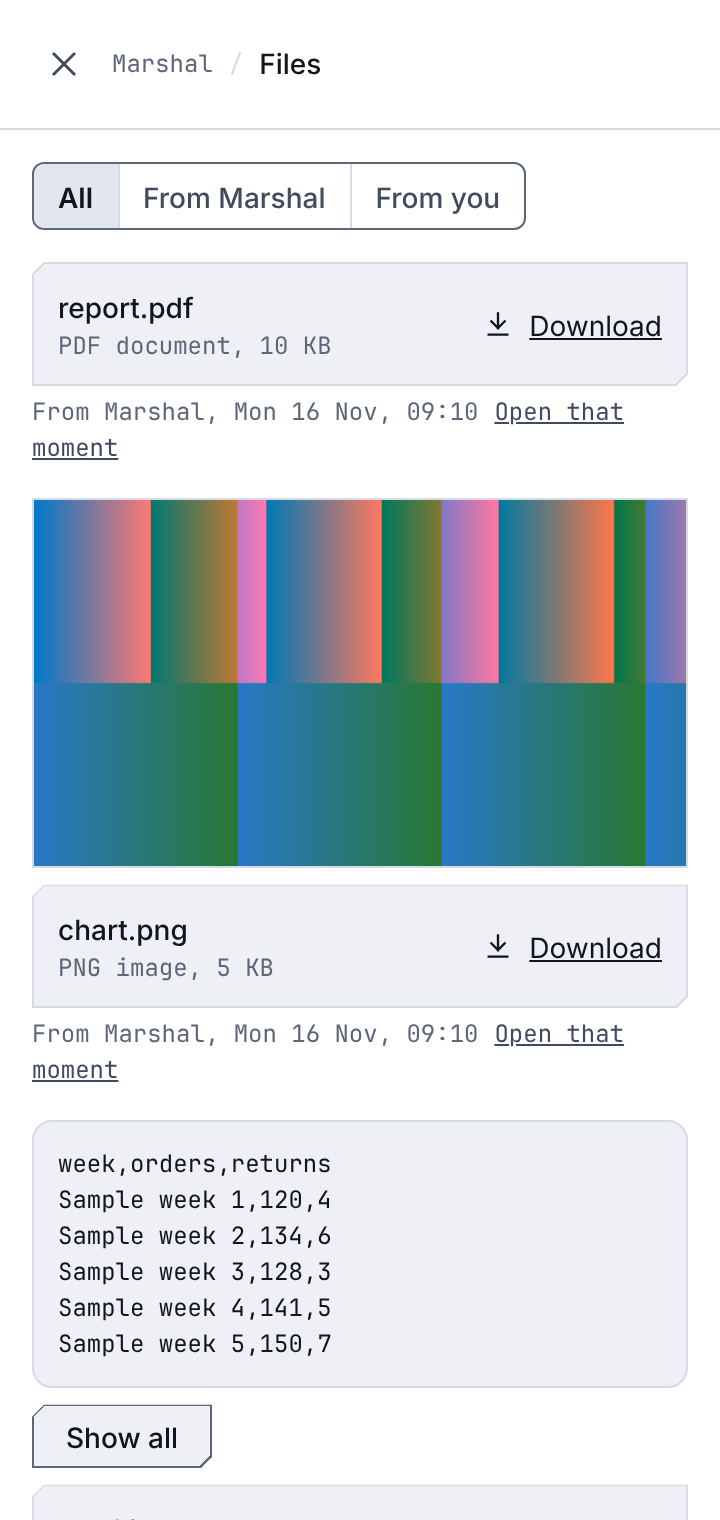 Marshal / Files
All From Marshal From you
report.pdf
PDF document, 10 KB
Download
From Marshal, Mon 16 Nov, 09:10 Open that
moment
chart.png
PNG image, 5 KB
Download
From Marshal, Mon 16 Nov, 09:10 Open that
moment
week,orders,returns
Sample week 1,120,4
Sample week 2,134,6
Sample week 3,128,3
Sample week 4,141,5
Sample week 5,150,7
Show all